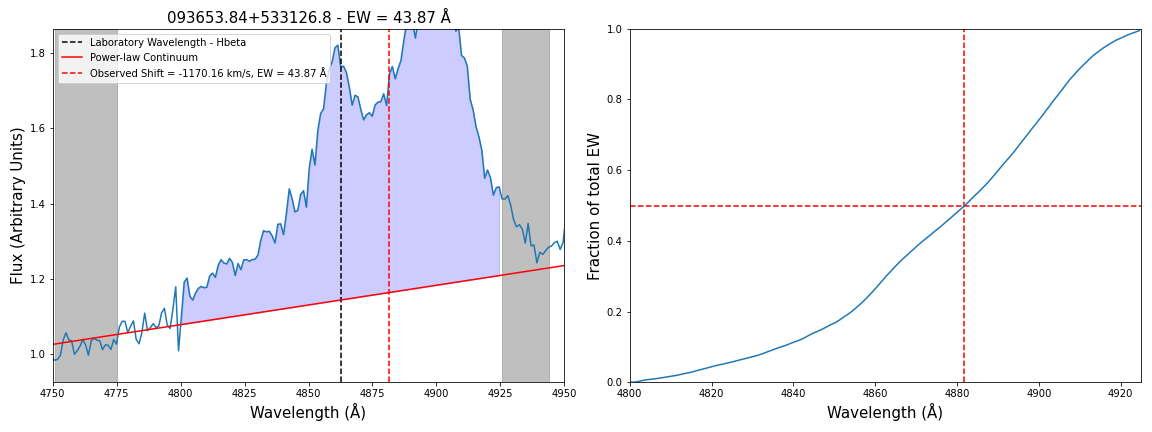 093653.84+533126.8 - EW = 43.87 Å
Laboratory Wavelength - Hbeta
Power-law Continuum
Observed Shift = -1170.16 km/s, EW = 43.87 Å
Flux (Arbitrary Units)
1.8
1.6
1.4
1.2
1.0
4750 4775 4800 4825 4850 4875 4900 4925 4950
Wavelength (Å)
Fraction of total EW
1.0
0.8
0.6
0.4
0.2
0.0
4800 4820 4840 4860 4880 4900 4920
Wavelength (Å)